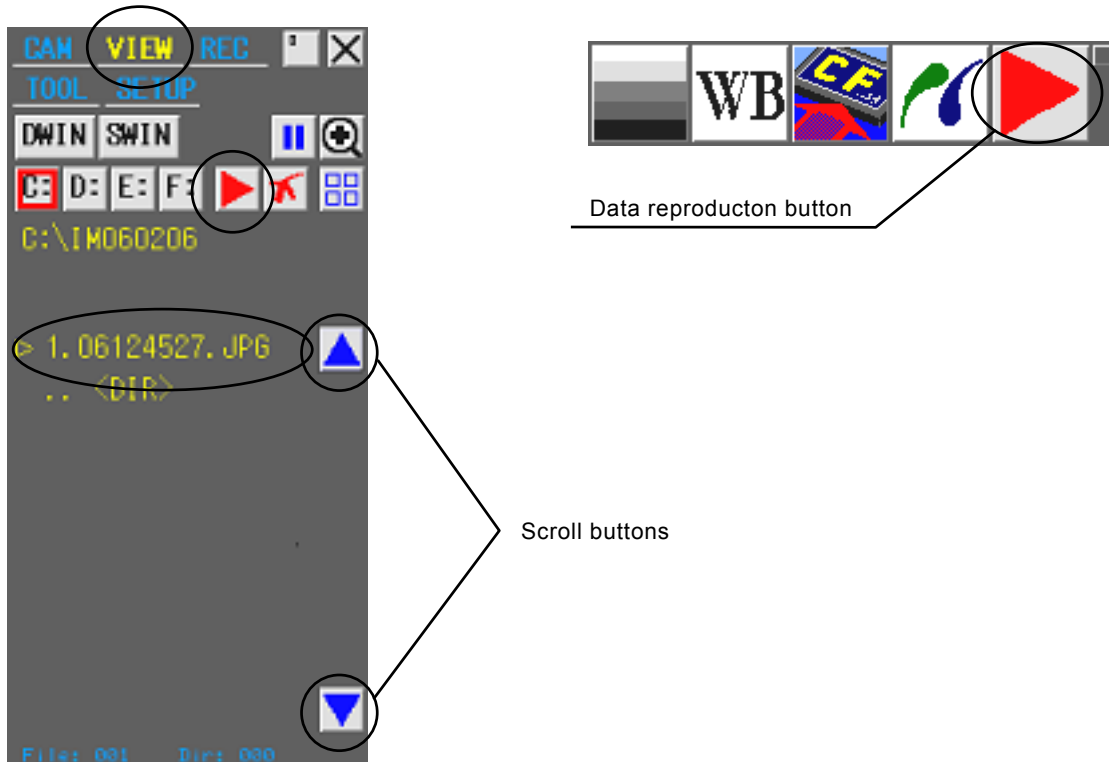 CAM VIEW REC
TOOL SETUP
DWIN SWIN
C: D: E: F:
C:\IM060206
> 1.06124527.JPG
.. <DIR>
File: 001 Dir: 000
WB CF
Data reproducton button
Scroll buttons